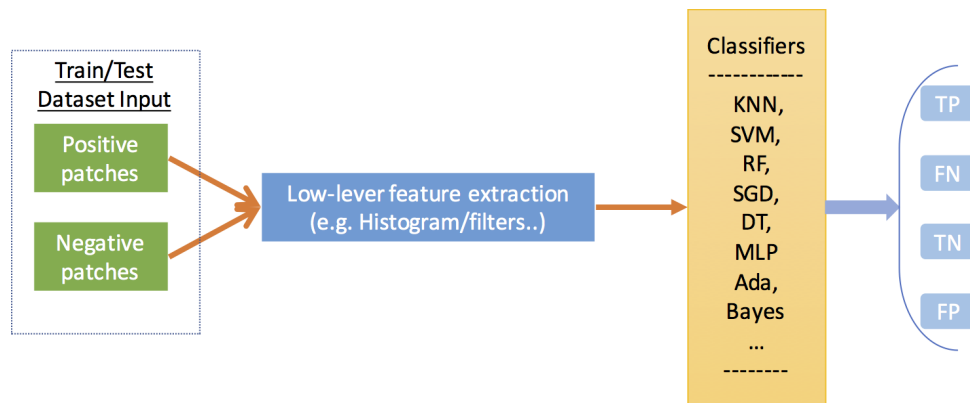 Train/Test
Dataset Input
Positive
patches
Negative
patches
Low-lever feature extraction
(e.g. Histogram/filters..)
Classifiers
------------
KNN,
SVM,
RF,
SGD,
DT,
MLP
Ada,
Bayes
...
--------
TP
FN
TN
FP